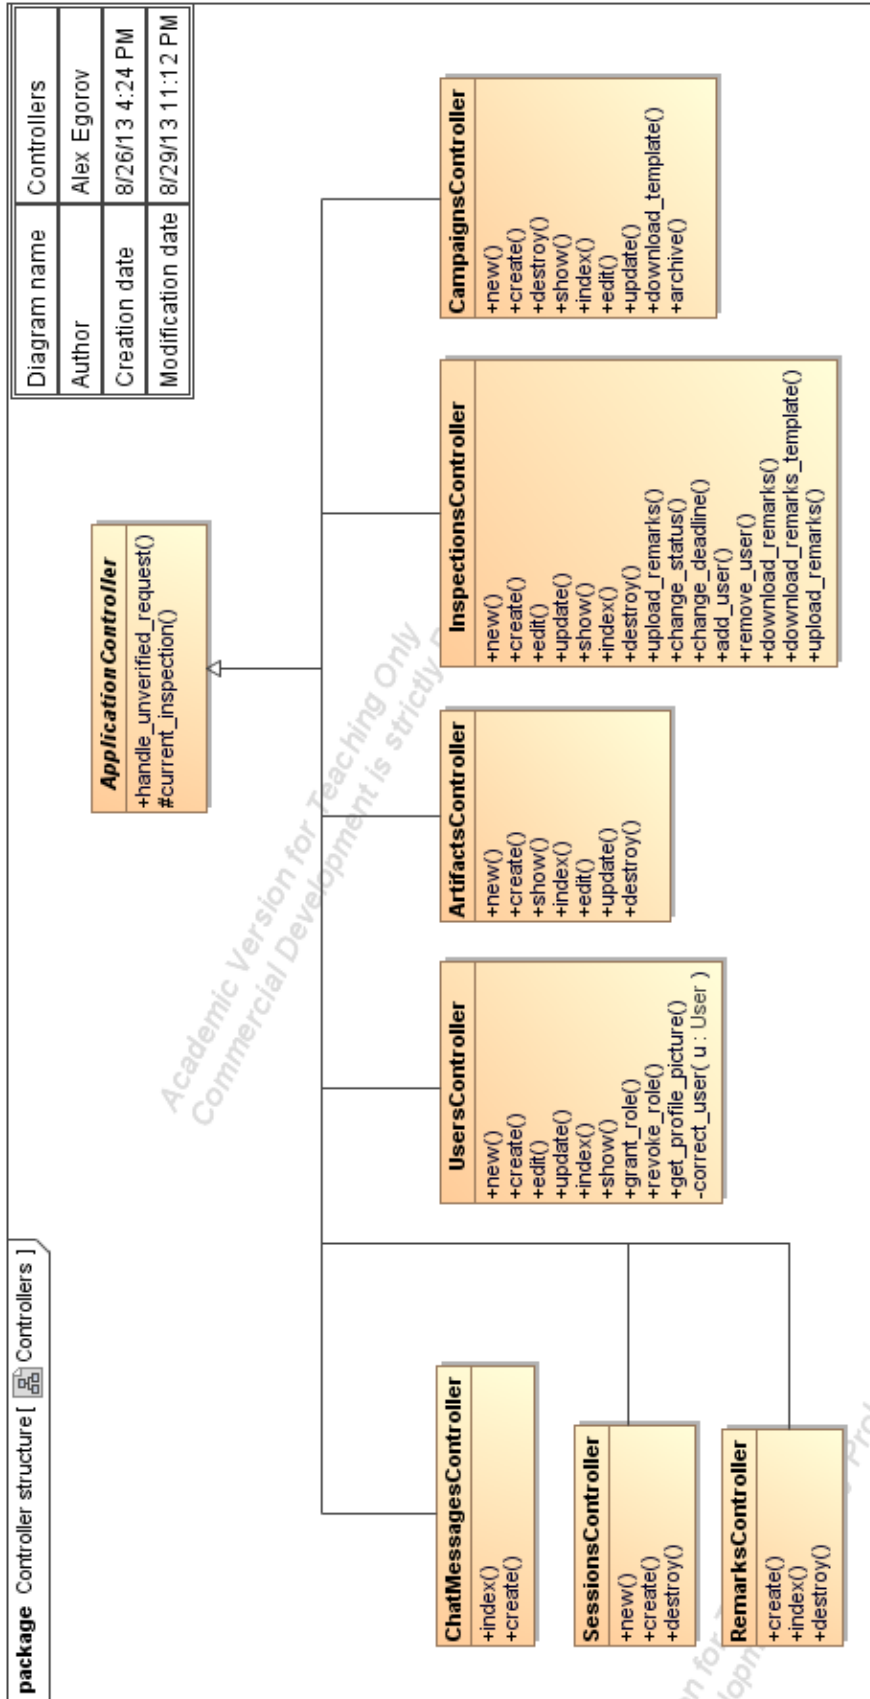 package Controller structure [ Controllers ]
Diagram name Controllers
Author Alex Egorov
Creation date 8/26/13 4:24 PM
Modification date 8/29/13 11:12 PM
ApplicationController
+handle_unverified_request()
#current_inspection()
Academic Version for Teaching Only
Commercial Development is strictly
ChatMessagesController
+index()
+create()
SessionsController
+new()
+create()
+destroy()
RemarksController
+create()
+index()
+destroy()
UsersController
+new()
+create()
+edit()
+update()
+index()
+show()
+grant_role()
+revoke_role()
+get_profile_picture()
-correct_user( u : User )
ArtifactsController
+new()
+create()
+show()
+index()
+edit()
+update()
+destroy()
InspectionsController
+new()
+create()
+edit()
+update()
+show()
+index()
+destroy()
+upload_remarks()
+change_status()
+change_deadline()
+add_user()
+remove_user()
+download_remarks()
+download_remarks_template()
+upload_remarks()
CampaignsController
+new()
+create()
+destroy()
+show()
+index()
+edit()
+update()
+download_template()
+archive()